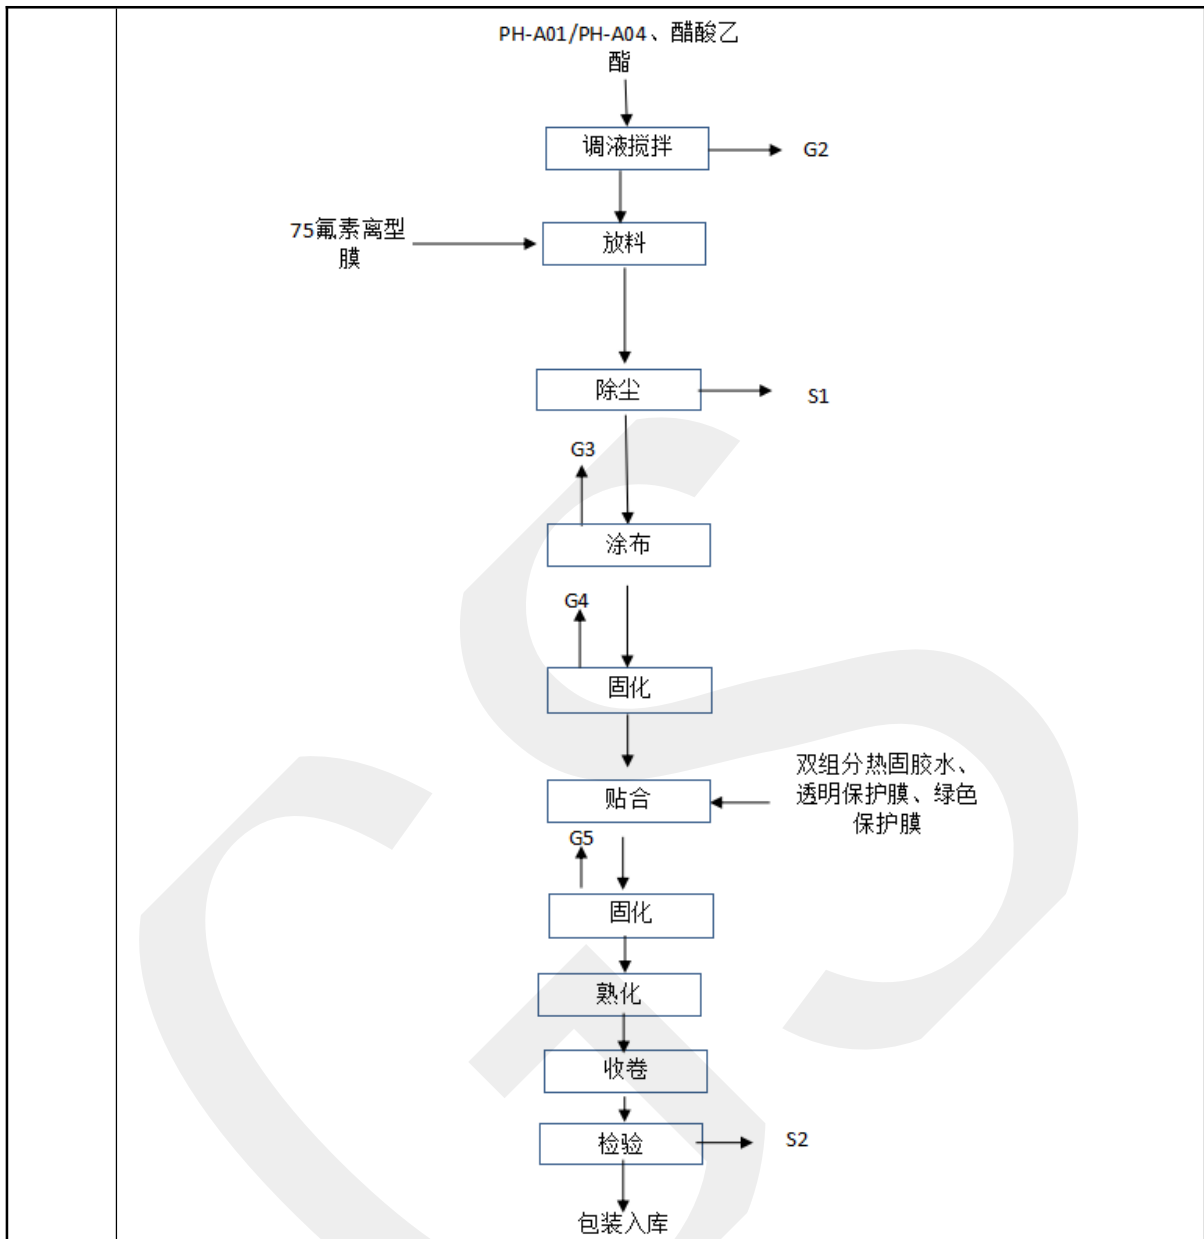 PH-A01/PH-A04、醋酸乙
酯
调液搅拌
G2
75氟素离型
膜
放料
除尘
S1
G3
涂布
G4
固化
双组分热固胶水、
透明保护膜、绿色
保护膜
贴合
G5
固化
熟化
收卷
检验
S2
包装入库